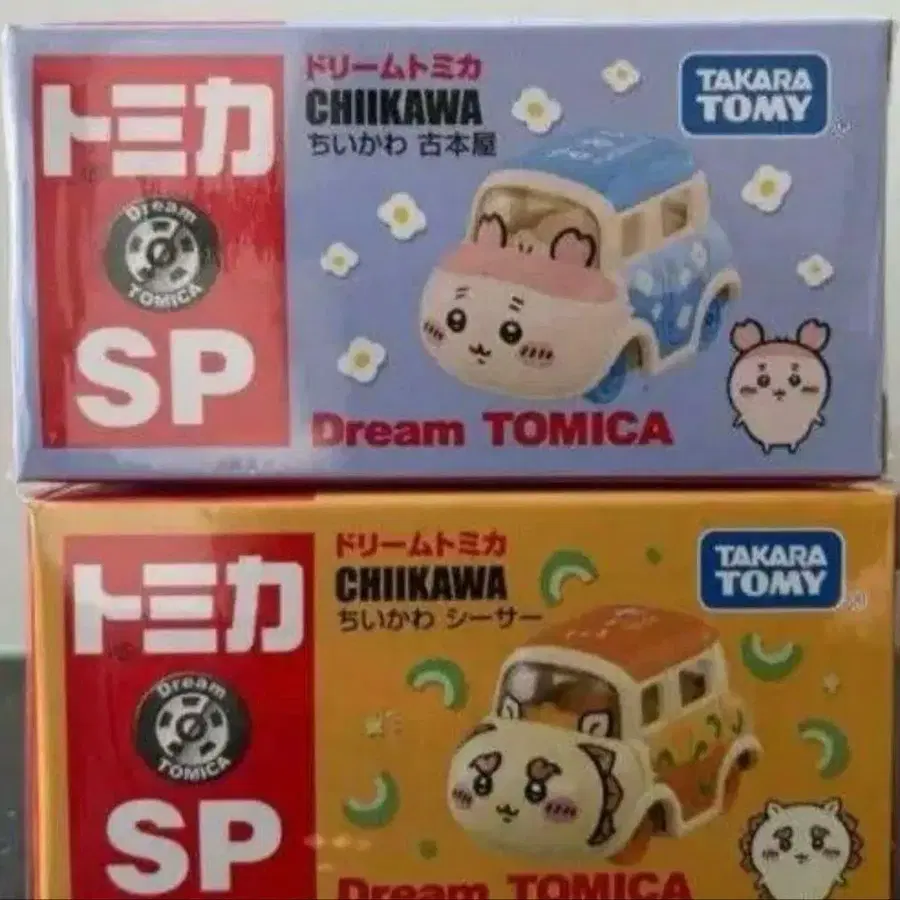 トミカ
Dream
TOMICA
SP
ドリームトミカ
CHIIKAWA
ちいかわ 古本屋
TAKARA
TOMY
Dream TOMICA
トミカ
Dream
TOMICA
SP
ドリームトミカ
CHIIKAWA
ちいかわ シーサー
TAKARA
TOMY
Dream TOMICA